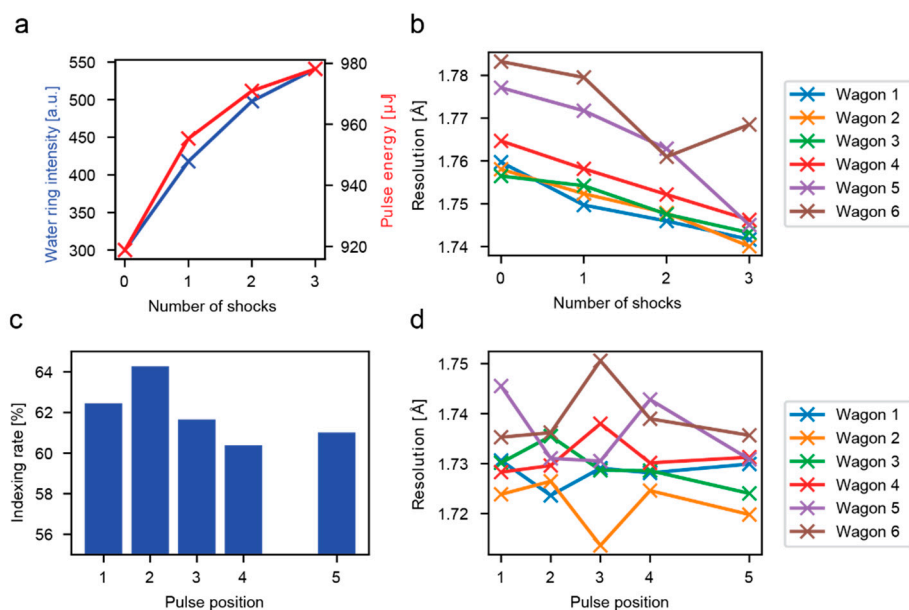 a
Water ring intensity [a.u.]
550
500
450
400
350
300
Pulse energy [µJ]
980
960
940
920
0 1 2 3
Number of shocks
b
Resolution [Å]
1.78
1.77
1.76
1.75
1.74
0 1 2 3
Number of shocks
Wagon 1
Wagon 2
Wagon 3
Wagon 4
Wagon 5
Wagon 6
c
Indexing rate [%]
64
62
60
58
56
1 2 3 4 5
Pulse position
d
Resolution [Å]
1.75
1.74
1.73
1.72
1 2 3 4 5
Pulse position
Wagon 1
Wagon 2
Wagon 3
Wagon 4
Wagon 5
Wagon 6